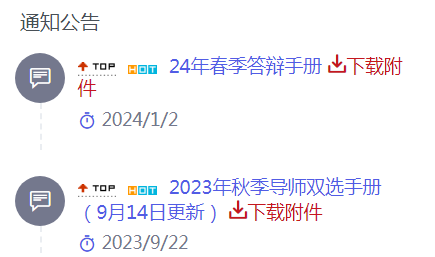 通知公告
TOP HOT 24年春季答辩手册 下载附
件
2024/1/2
TOP HOT 2023年秋季导师双选手册
（9月14日更新） 下载附件
2023/9/22